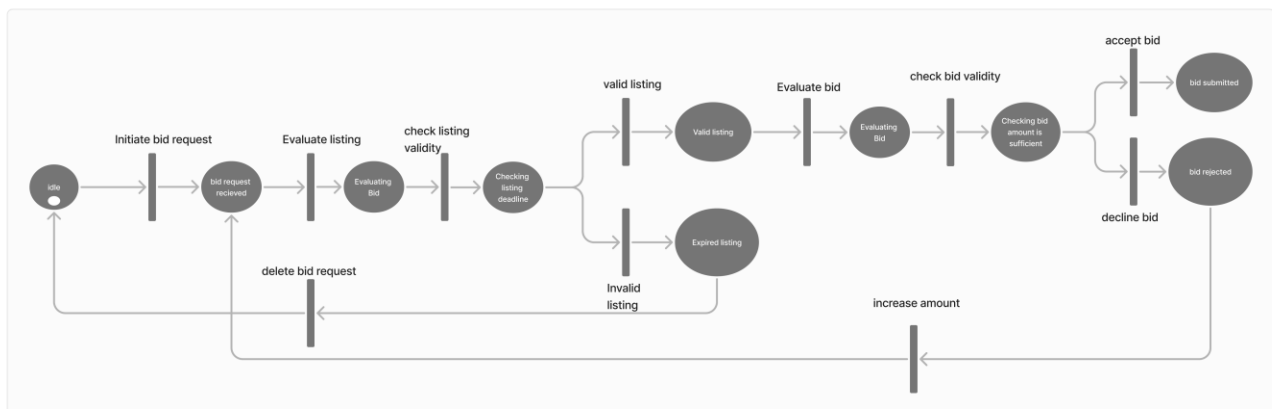 accept bid
valid listing
Evaluate bid
check bid validity
bid submitted
Valid listing
Evaluating
Bid
Checking bid
amount is
sufficient
Initiate bid request
Evaluate listing
check listing
validity
idle
bid request
recieved
Evaluating
Bid
Checking
listing
deadline
bid rejected
decline bid
Expired listing
delete bid request
Invalid
listing
increase amount